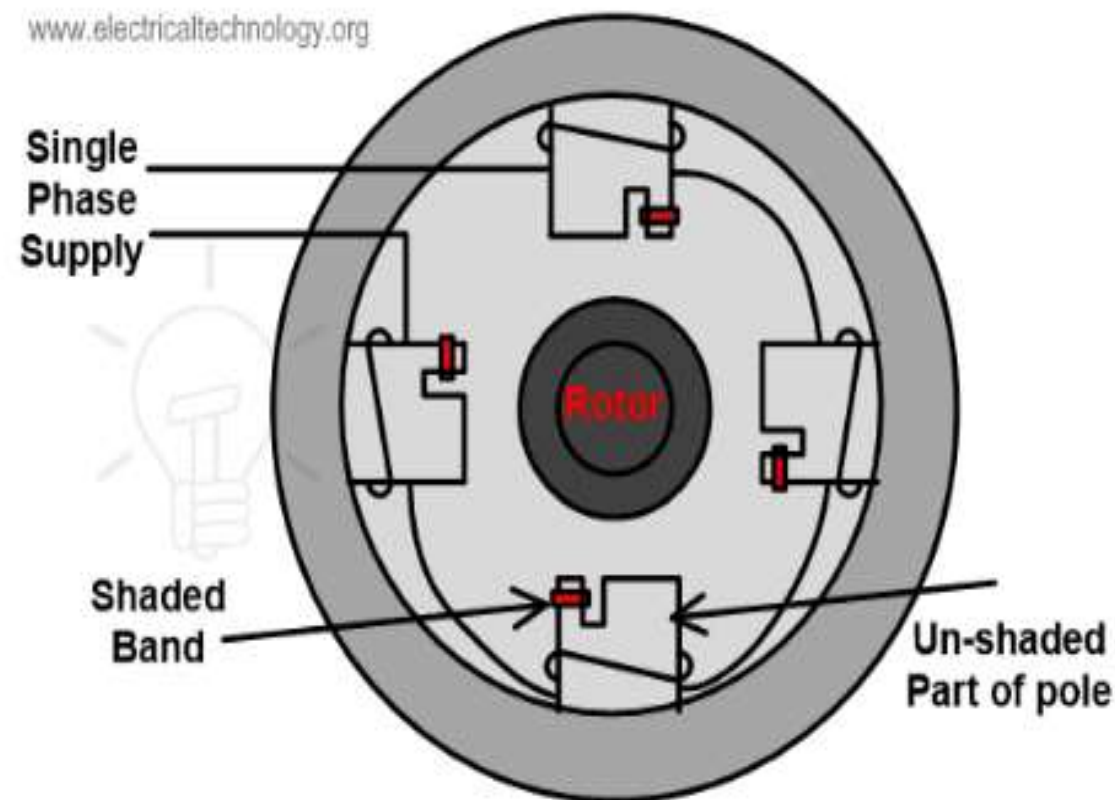 www.electricaltechnology.org
Single
Phase
Supply
Rotor
Shaded
Band
Un-shaded
Part of pole